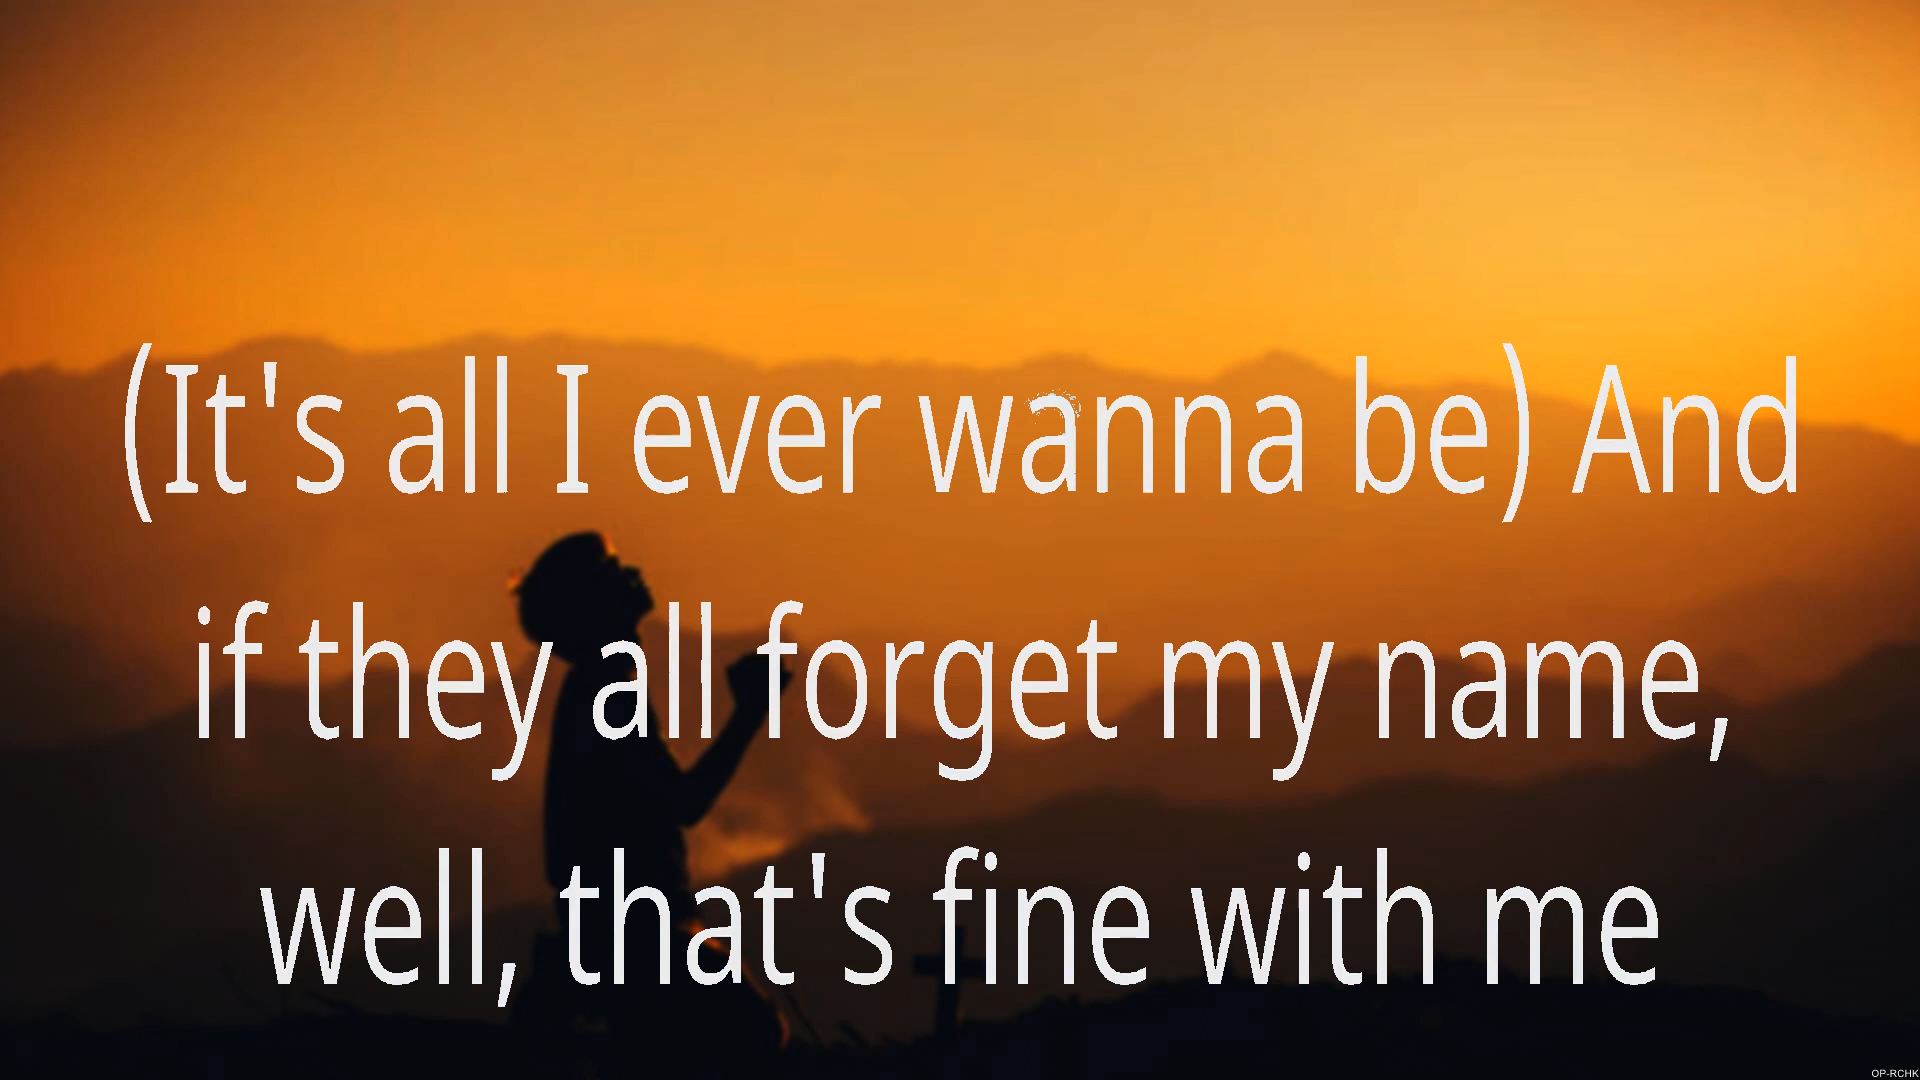 (It's all I ever wanna be) And
if they all forget my name,
well, that's fine with me
OP-RCHK